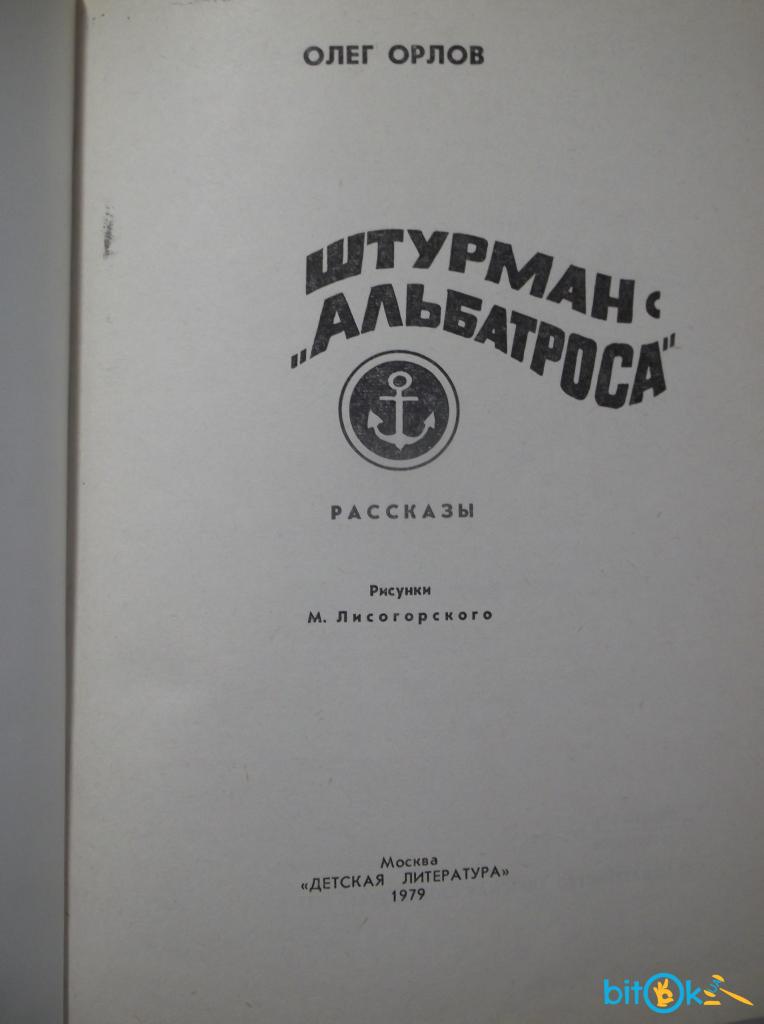 ОЛЕГ ОРЛОВ
ШТУРМАН С
"АЛЬБАТРОСА"
РАССКАЗЫ
Рисунки
М. Лисогорского
Москва
«ДЕТСКАЯ ЛИТЕРАТУРА»
1979
bitok